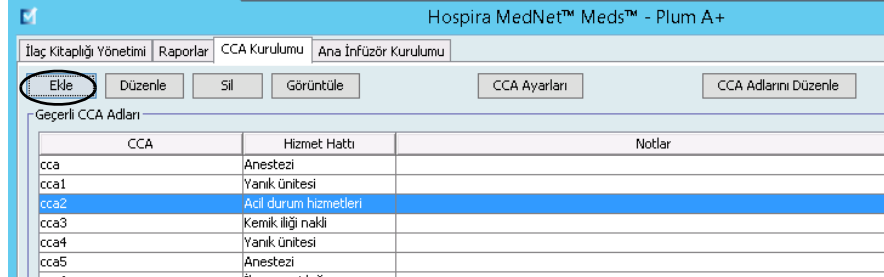 Hospira MedNet™ Meds™ - Plum A+
İlaç Kitaplığı Yönetimi Raporlar CCA Kurulumu Ana İnfüzör Kurulumu
Ekle Düzenle Sil Görüntüle CCA Ayarları CCA Adlarını Düzenle
Geçerli CCA Adları
CCA Hizmet Hattı Notlar
cca Anestezi
cca1 Yanık ünitesi
cca2 Acil durum hizmetleri
cca3 Kemik iliği nakli
cca4 Yanık ünitesi
cca5 Anestezi